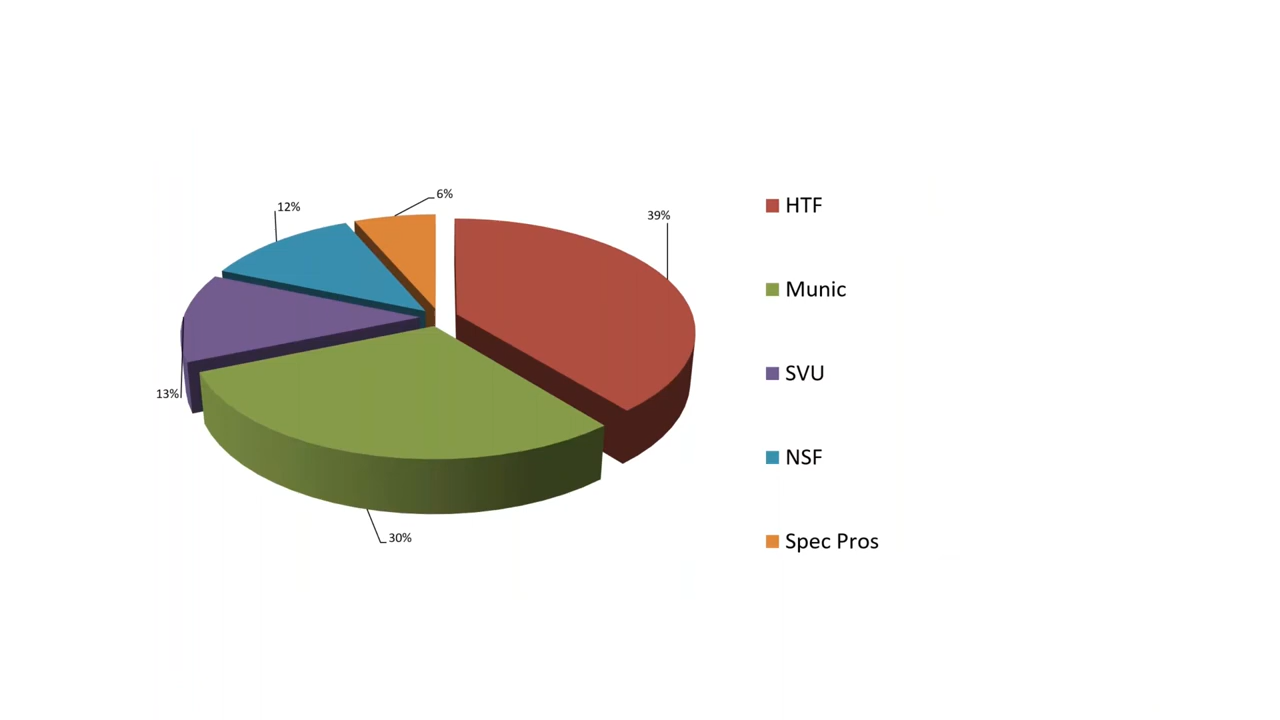 6%
12%
39%
13%
30%
HTF
Munic
SVU
NSF
Spec Pros